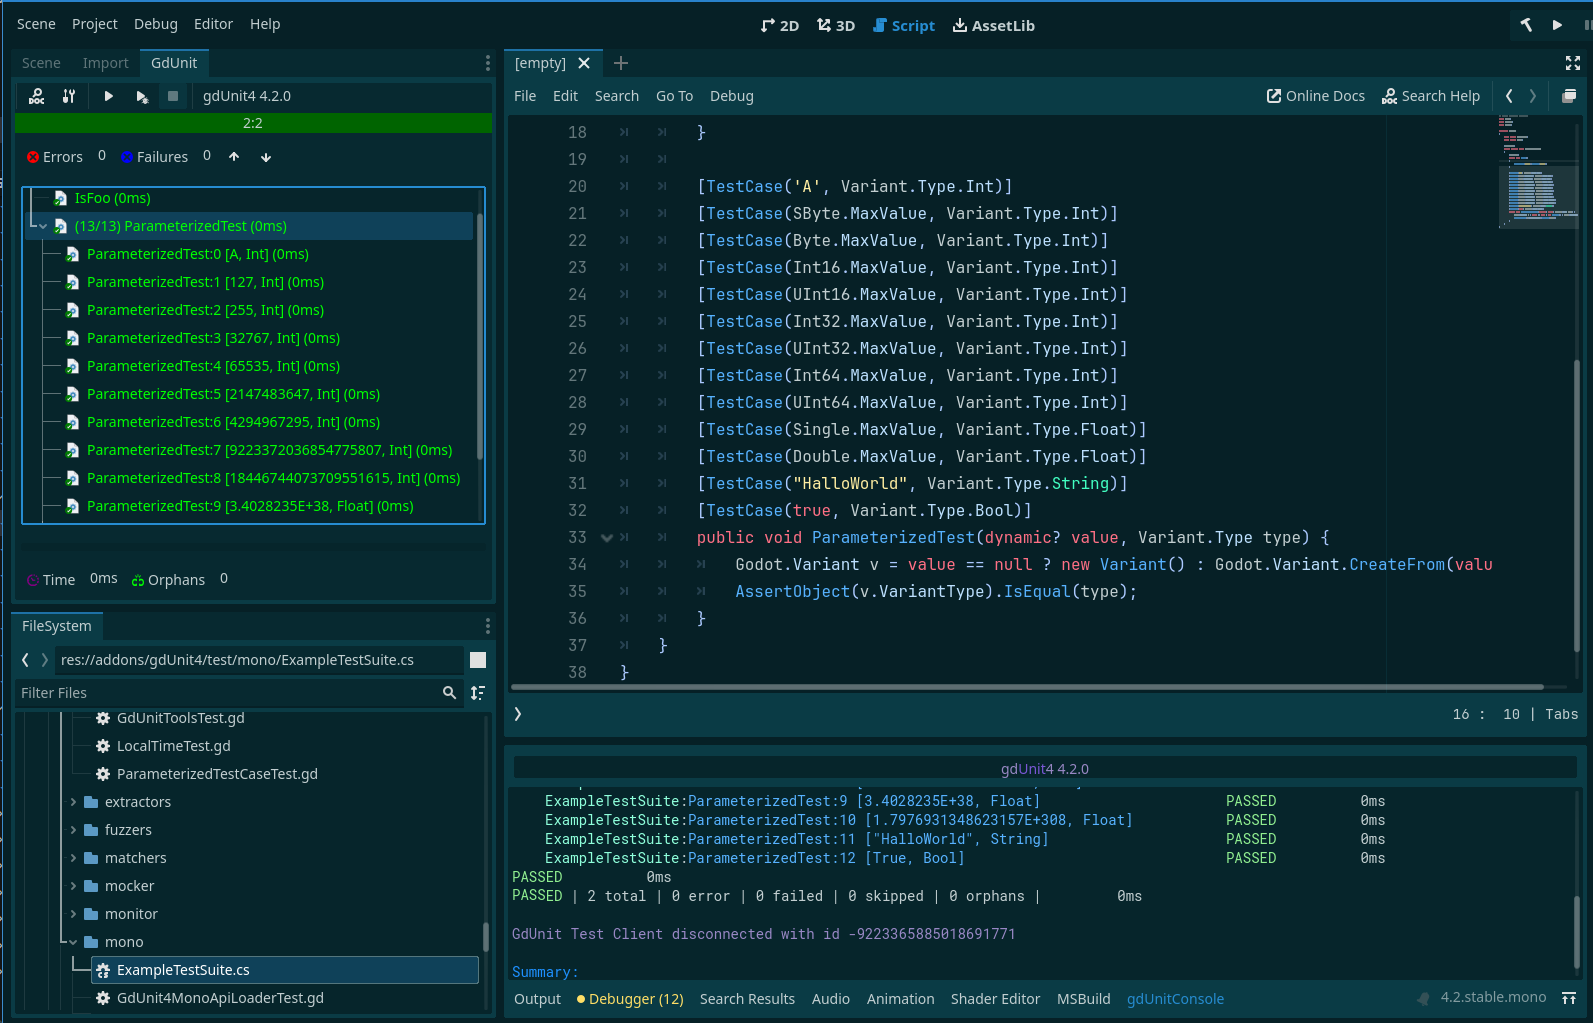 Scene Project Debug Editor Help
2D 3D Script AssetLib
Scene Import GdUnit
gdUnit4 4.2.0
2:2
Errors 0 Failures 0
IsFoo (0ms)
(13/13) ParameterizedTest (0ms)
ParameterizedTest:0 [A, Int] (0ms)
ParameterizedTest:1 [127, Int] (0ms)
ParameterizedTest:2 [255, Int] (0ms)
ParameterizedTest:3 [32767, Int] (0ms)
ParameterizedTest:4 [65535, Int] (0ms)
ParameterizedTest:5 [2147483647, Int] (0ms)
ParameterizedTest:6 [4294967295, Int] (0ms)
ParameterizedTest:7 [9223372036854775807, Int] (0ms)
ParameterizedTest:8 [18446744073709551615, Int] (0ms)
ParameterizedTest:9 [3.4028235E+38, Float] (0ms)
Time 0ms Orphans 0
FileSystem
res://addons/gdUnit4/test/mono/ExampleTestSuite.cs
Filter Files
GdUnitToolsTest.gd
LocalTimeTest.gd
ParameterizedTestCaseTest.gd
extractors
fuzzers
matchers
mocker
monitor
mono
ExampleTestSuite.cs
GdUnit4MonoApiLoaderTest.gd
[empty]
File Edit Search Go To Debug Online Docs Search Help
18 }
19
20 [TestCase('A', Variant.Type.Int)]
21 [TestCase(SByte.MaxValue, Variant.Type.Int)]
22 [TestCase(Byte.MaxValue, Variant.Type.Int)]
23 [TestCase(Int16.MaxValue, Variant.Type.Int)]
24 [TestCase(UInt16.MaxValue, Variant.Type.Int)]
25 [TestCase(Int32.MaxValue, Variant.Type.Int)]
26 [TestCase(UInt32.MaxValue, Variant.Type.Int)]
27 [TestCase(Int64.MaxValue, Variant.Type.Int)]
28 [TestCase(UInt64.MaxValue, Variant.Type.Int)]
29 [TestCase(Single.MaxValue, Variant.Type.Float)]
30 [TestCase(Double.MaxValue, Variant.Type.Float)]
31 [TestCase("HalloWorld", Variant.Type.String)]
32 [TestCase(true, Variant.Type.Bool)]
33 public void ParameterizedTest(dynamic? value, Variant.Type type) {
34 Godot.Variant v = value == null ? new Variant() : Godot.Variant.CreateFrom(valu
35 AssertObject(v.VariantType).IsEqual(type);
36 }
37 }
38 }
16 : 10 | Tabs
gdUnit4 4.2.0
ExampleTestSuite:ParameterizedTest:9 [3.4028235E+38, Float] PASSED 0ms
ExampleTestSuite:ParameterizedTest:10 [1.7976931348623157E+308, Float] PASSED 0ms
ExampleTestSuite:ParameterizedTest:11 ["HalloWorld", String] PASSED 0ms
ExampleTestSuite:ParameterizedTest:12 [True, Bool] PASSED 0ms
PASSED 0ms
PASSED | 2 total | 0 error | 0 failed | 0 skipped | 0 orphans | 0ms
GdUnit Test Client disconnected with id -9223365885018691771
Summary:
Output Debugger (12) Search Results Audio Animation Shader Editor MSBuild gdUnitConsole 4.2.stable.mono